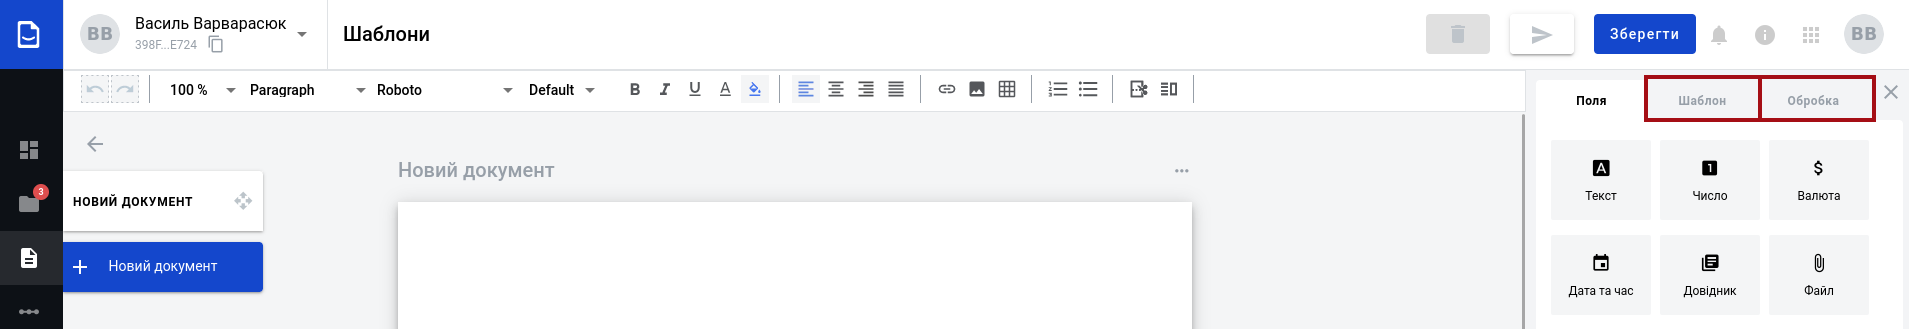 ВВ Василь Варварасюк
398F...E724
Шаблони
Зберегти
ВВ
100 % Paragraph Roboto Default
B I U A
Поля Шаблон Обробка
3
НОВИЙ ДОКУМЕНТ
+ Новий документ
Новий документ
Текст Число Валюта
Дата та час Довідник Файл